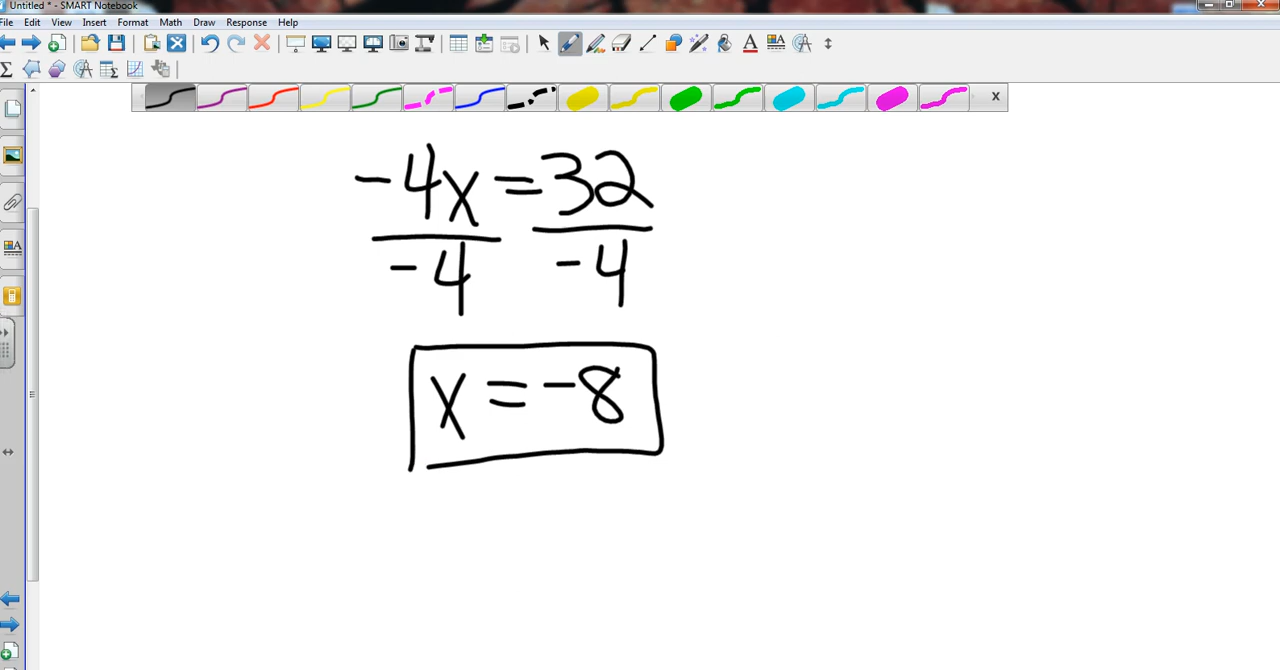 Untitled * - SMART Notebook
File Edit View Insert Format Math Draw Response Help
x
-4x = 32
-4 -4
x = -8